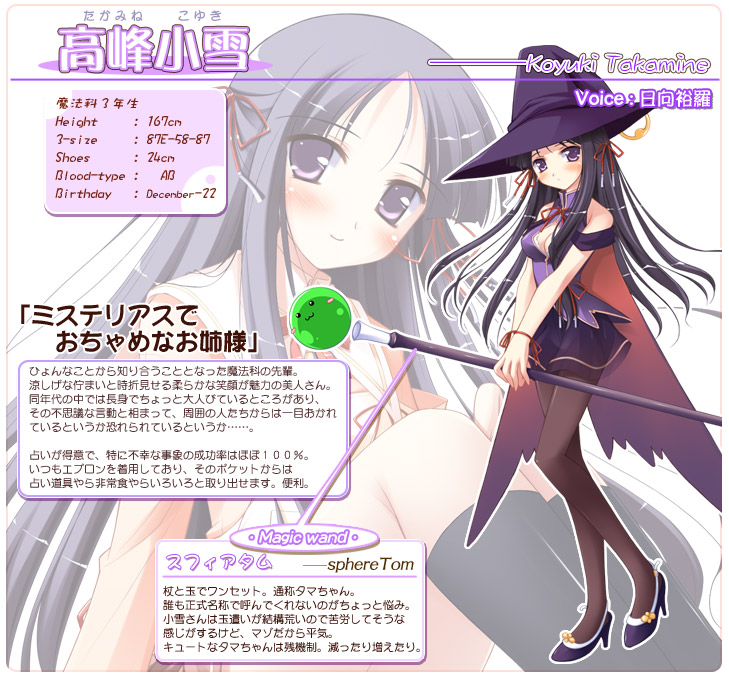 たかみね こゆき
高峰小雪
Koyuki Takamine
Voice：日向裕羅
魔法科３年生
Height : 167cm
3-size : 87E-58-87
Shoes : 24cm
Blood-type : AB
Birthday : December-22
「ミステリアスで
おちゃめなお姉様」
ひょんなことから知り合うこととなった魔法科の先輩。
涼しげな佇まいと時折見せる柔らかな笑顔が魅力の美人さん。
同年代の中では長身でちょっと大人びているところがあり、
その不思議な言動と相まって、周囲の人たちからは一目おかれ
ているというか恐れられているというか……。
占いが得意で、特に不幸な事象の成功率はほぼ１００％。
いつもエプロンを着用しており、そのポケットからは
占い道具やら非常食やらいろいろと取り出せます。便利。
・Magic wand・
スフィアタム ――sphereTom
杖と玉でワンセット。通称タマちゃん。
誰も正式名称で呼んでくれないのがちょっと悩み。
小雪さんは玉遣いが結構荒いので苦労してそうな
感じがするけど、マゾだから平気。
キュートなタマちゃんは残機制。減ったり増えたり。